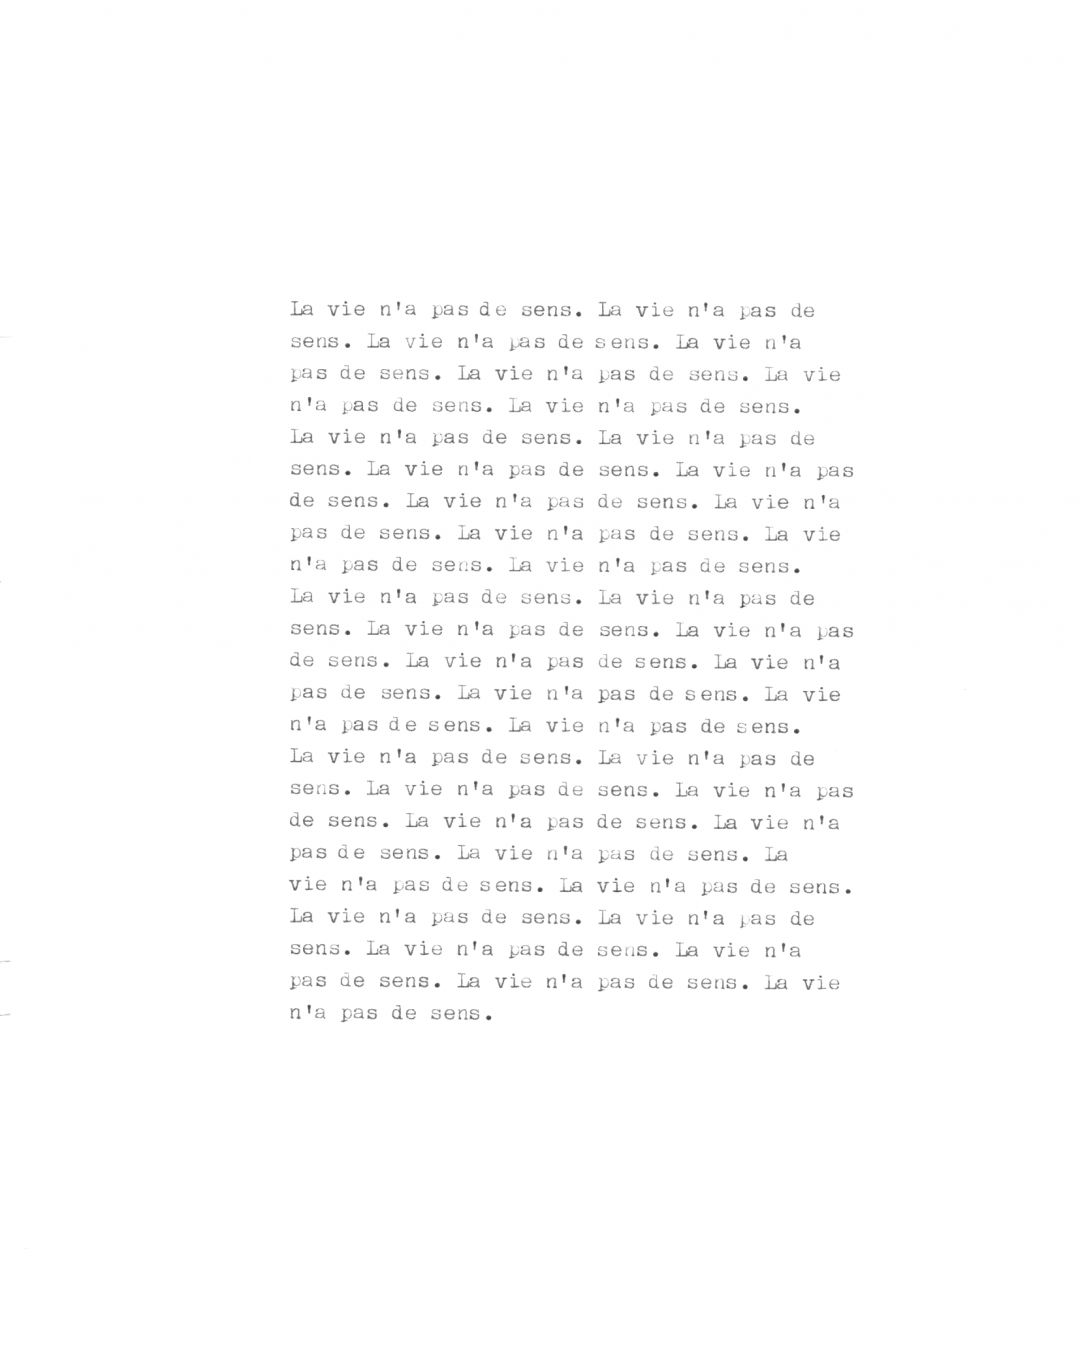 La vie n'a pas de sens. La vie n'a pas de
sens. La vie n'a pas de sens. La vie n'a
pas de sens. La vie n'a pas de sens. La vie
n'a pas de sens. La vie n'a pas de sens.
La vie n'a pas de sens. La vie n'a pas de
sens. La vie n'a pas de sens. La vie n'a pas
de sens. La vie n'a pas de sens. La vie n'a
pas de sens. La vie n'a pas de sens. La vie
n'a pas de sens. La vie n'a pas de sens.
La vie n'a pas de sens. La vie n'a pas de
sens. La vie n'a pas de sens. La vie n'a pas
de sens. La vie n'a pas de sens. La vie n'a
pas de sens. La vie n'a pas de sens. La vie
n'a pas de sens. La vie n'a pas de sens.
La vie n'a pas de sens. La vie n'a pas de
sens. La vie n'a pas de sens. La vie n'a pas
de sens. La vie n'a pas de sens. La vie n'a
pas de sens. La vie n'a pas de sens. La
vie n'a pas de sens. La vie n'a pas de sens.
La vie n'a pas de sens. La vie n'a pas de
sens. La vie n'a pas de sens. La vie n'a
pas de sens. La vie n'a pas de sens. La vie
n'a pas de sens.